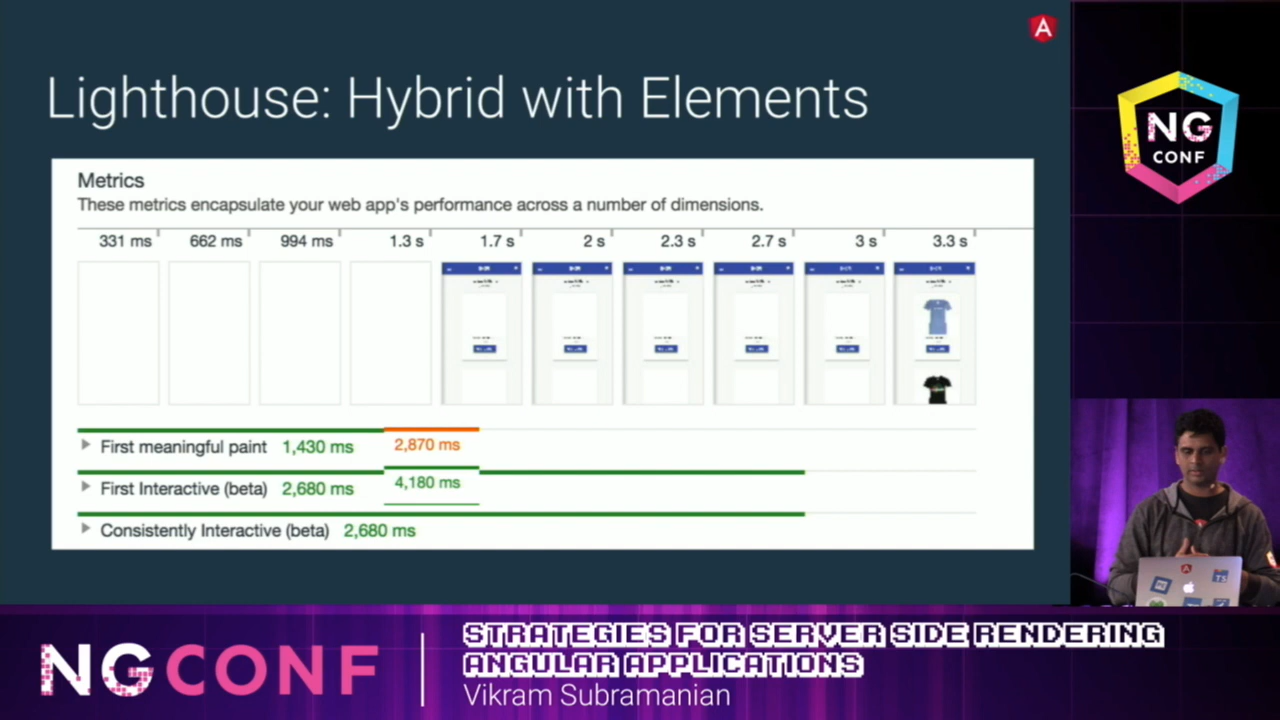 Lighthouse: Hybrid with Elements
Metrics
These metrics encapsulate your web app's performance across a number of dimensions.
331 ms 662 ms 994 ms 1.3 s 1.7 s 2 s 2.3 s 2.7 s 3 s 3.3 s
First meaningful paint 1,430 ms 2,870 ms
First Interactive (beta) 2,680 ms 4,180 ms
Consistently Interactive (beta) 2,680 ms
NG
CONF
TS
NGCONF
STRATEGIES FOR SERVER SIDE RENDERING
ANGULAR APPLICATIONS
Vikram Subramanian